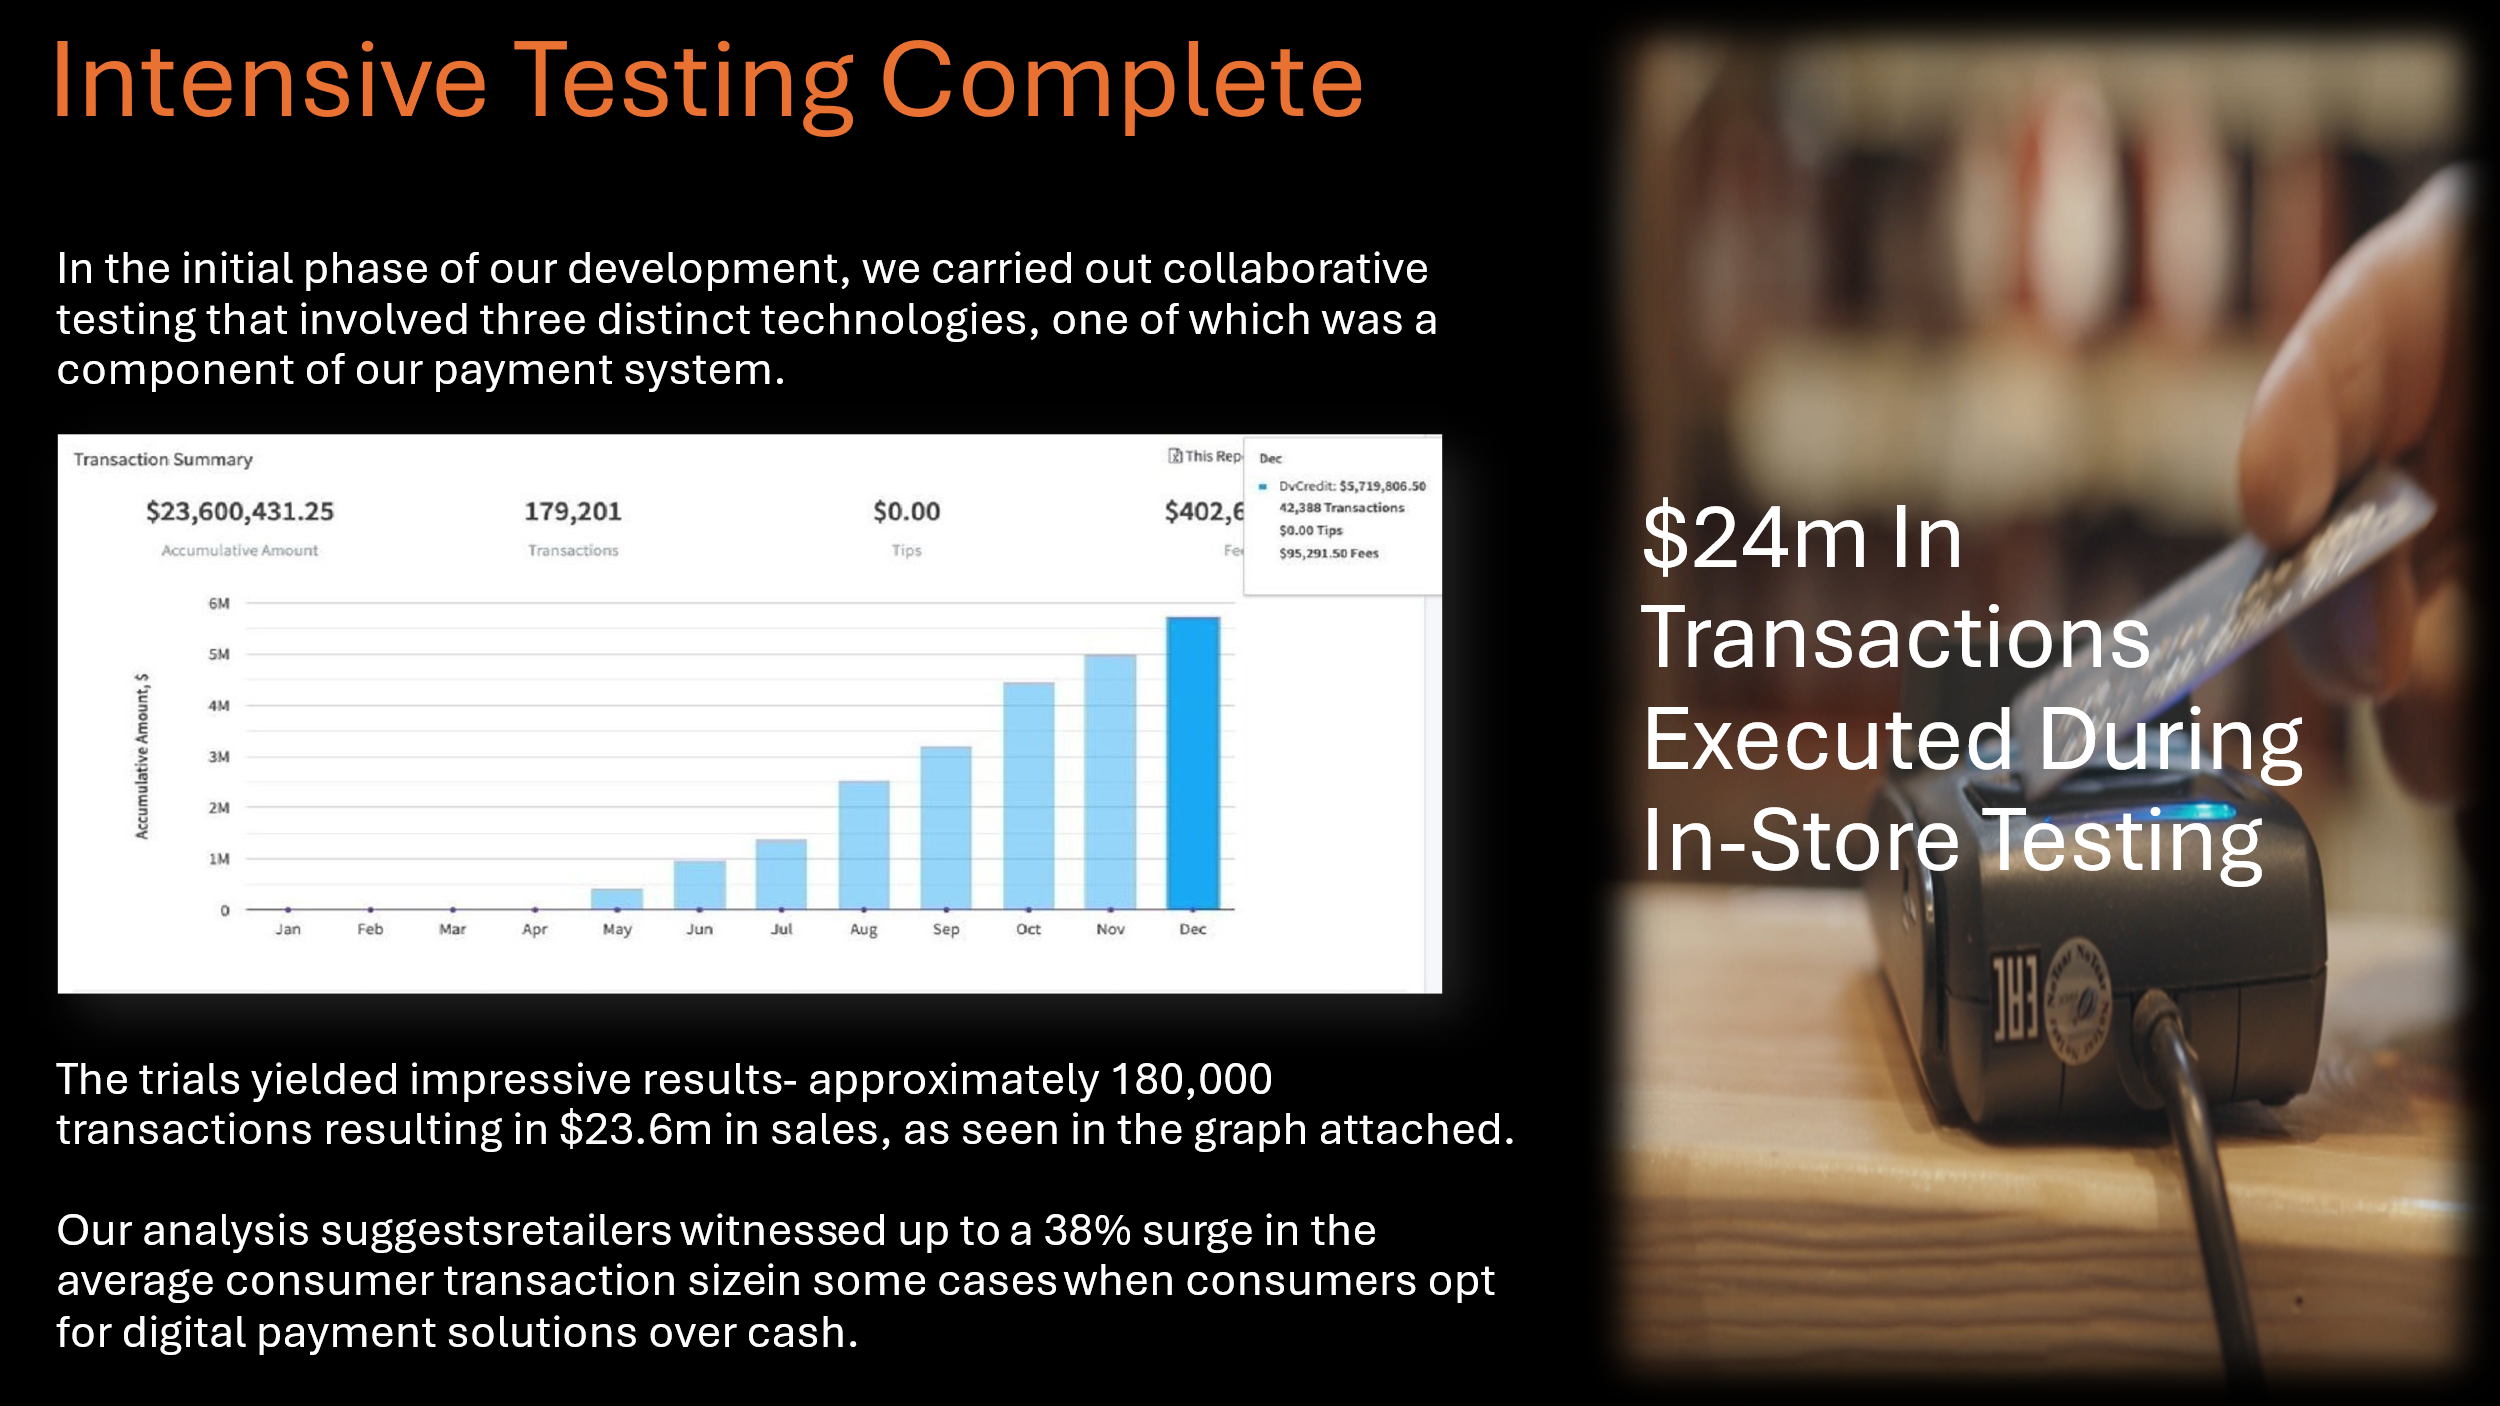 Intensive Testing Complete
In the initial phase of our development, we carried out collaborative
testing that involved three distinct technologies, one of which was a
component of our payment system.
Transaction Summary
This Rep
$23,600,431.25
Accumulative Amount
179,201
Transactions
$0.00
Tips
$402,6
Fe
Dec
DvCredit: $5,719,806.50
42,388 Transactions
$0.00 Tips
$95,291.50 Fees
Accumulative Amount, $
6M
5M
4M
3M
2M
1M
0
Jan Feb Mar Apr May Jun Jul Aug Sep Oct Nov Dec
The trials yielded impressive results- approximately 180,000
transactions resulting in $23.6m in sales, as seen in the graph attached.
Our analysis suggestsretailers witnessed up to a 38% surge in the
average consumer transaction sizein some cases when consumers opt
for digital payment solutions over cash.
$24m In
Transactions
Executed During
In-Store Testing